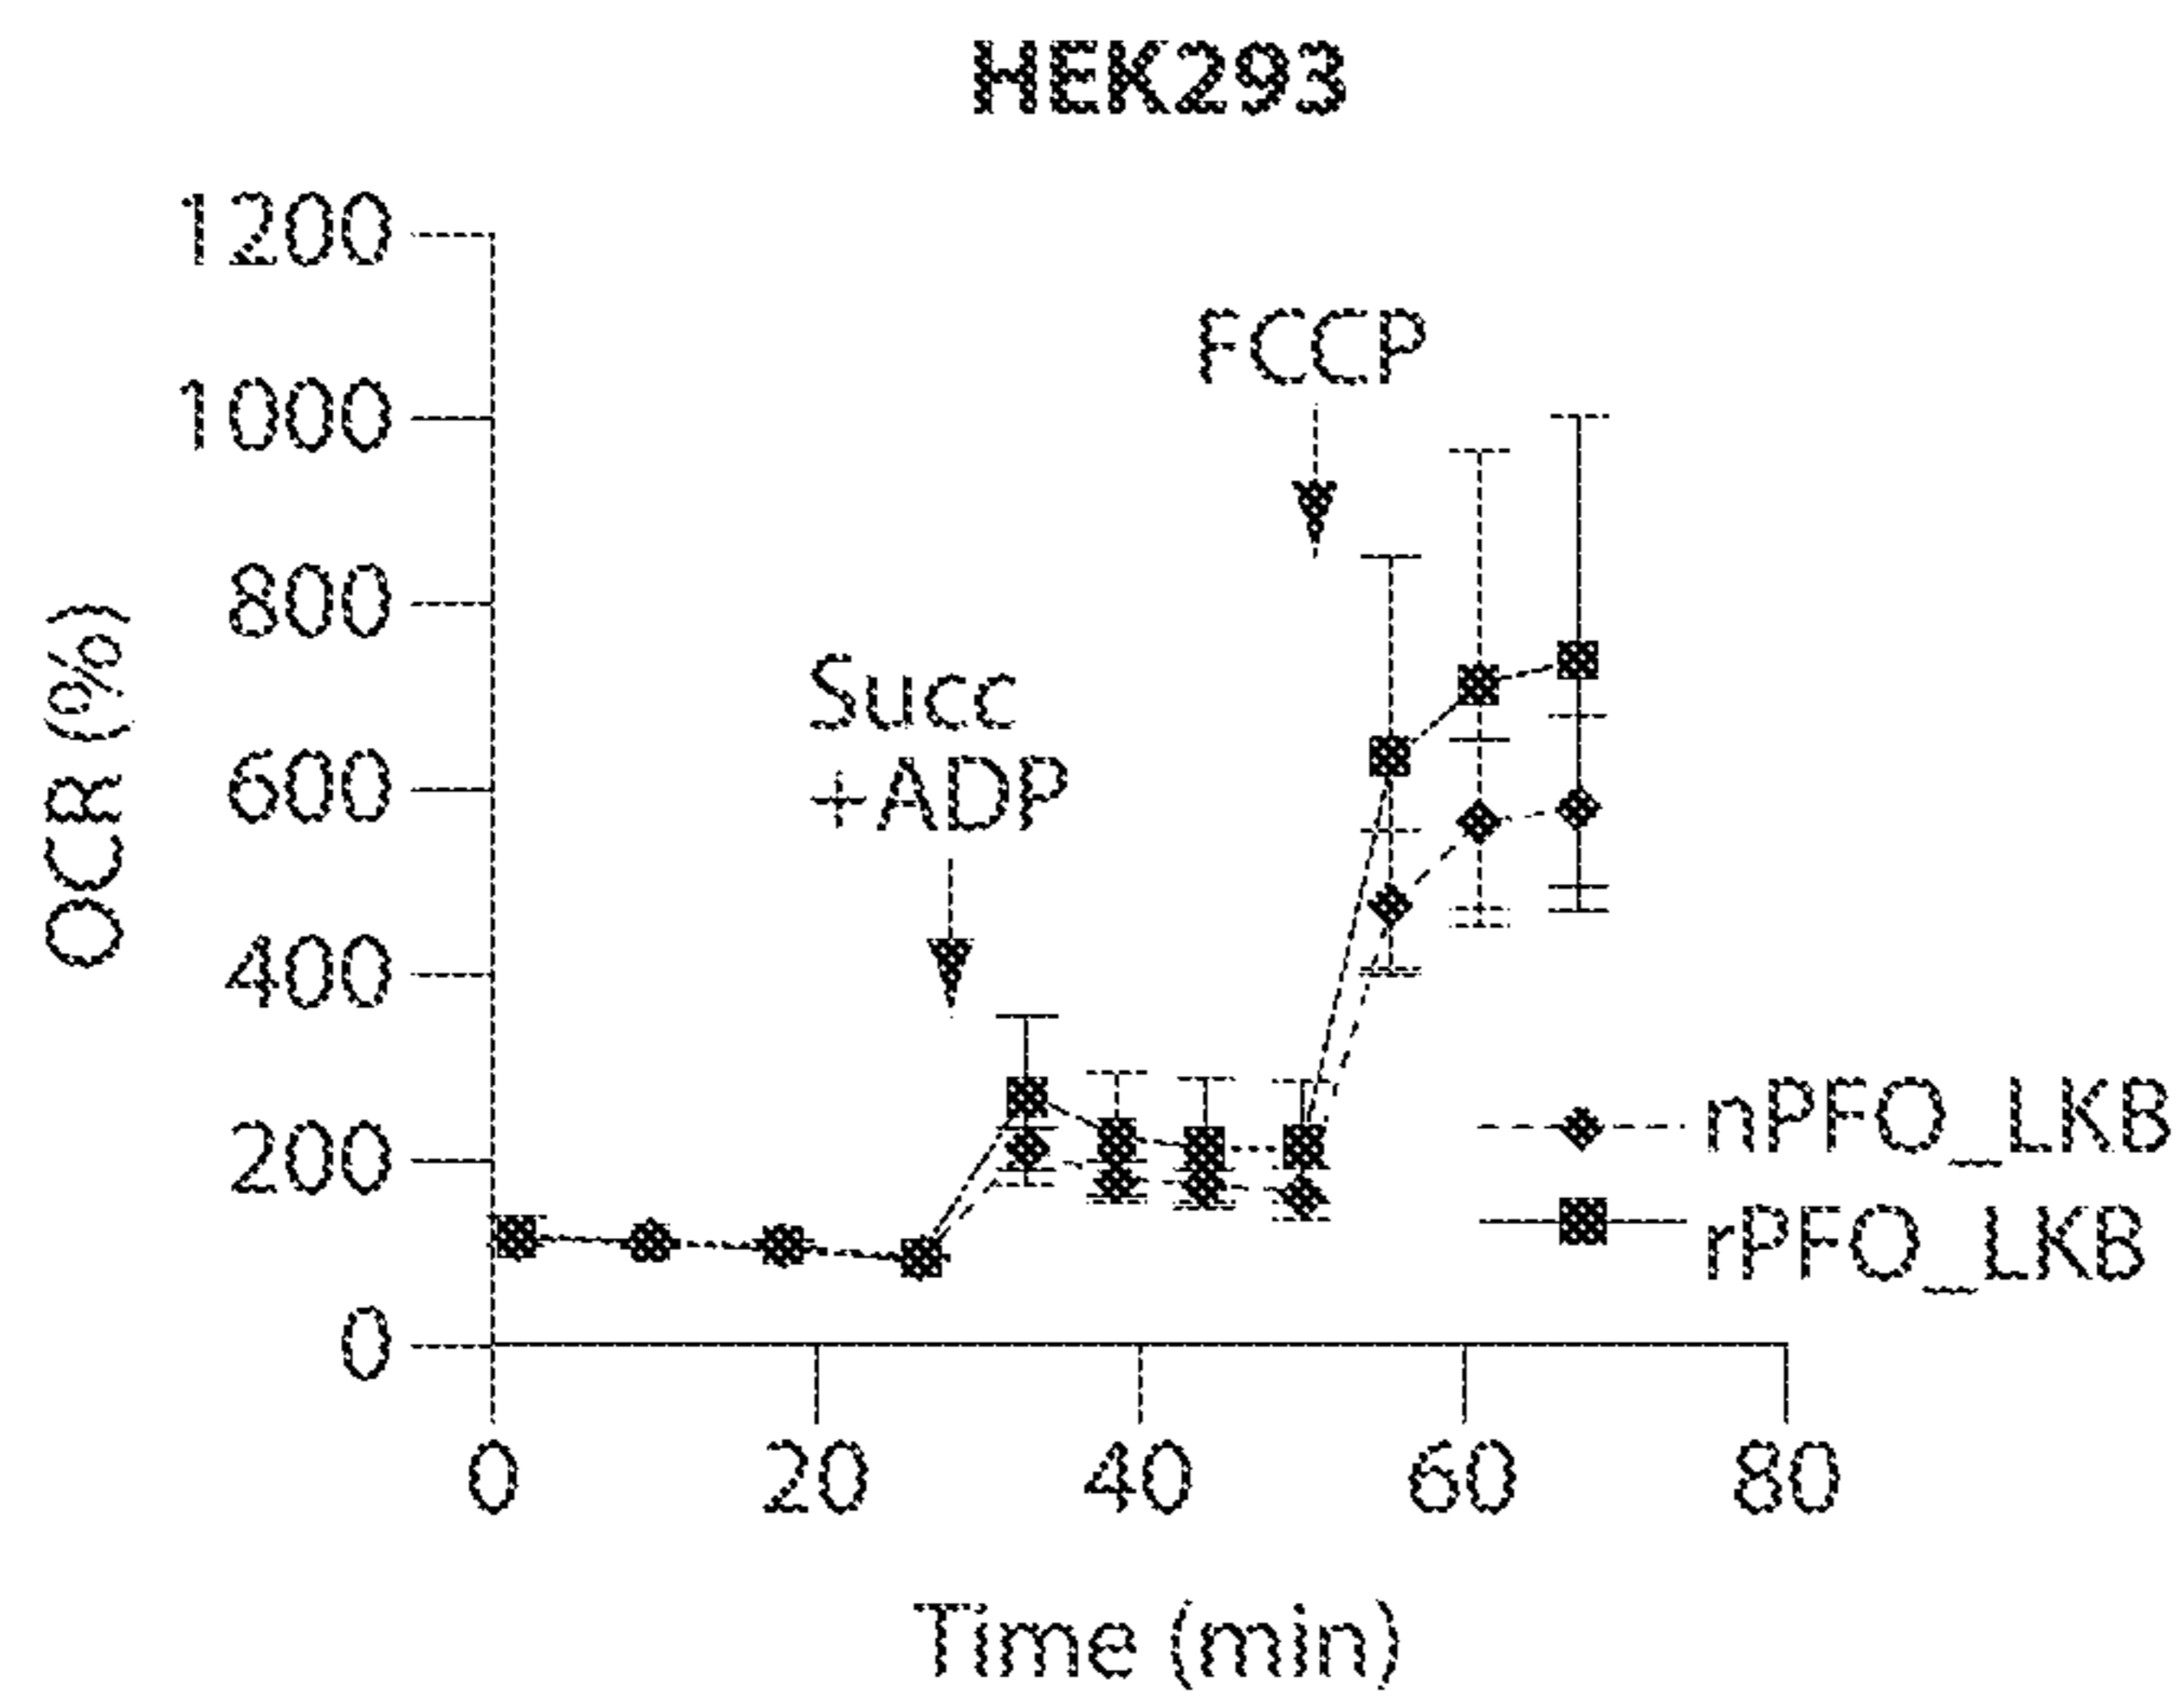 HEK293
1200
1000
800
600
400
200
0
OCR (%)
FCCP
Succ
+ADP
nPFO_LKB
rPFO_LKB
0 20 40 60 80
Time (min)